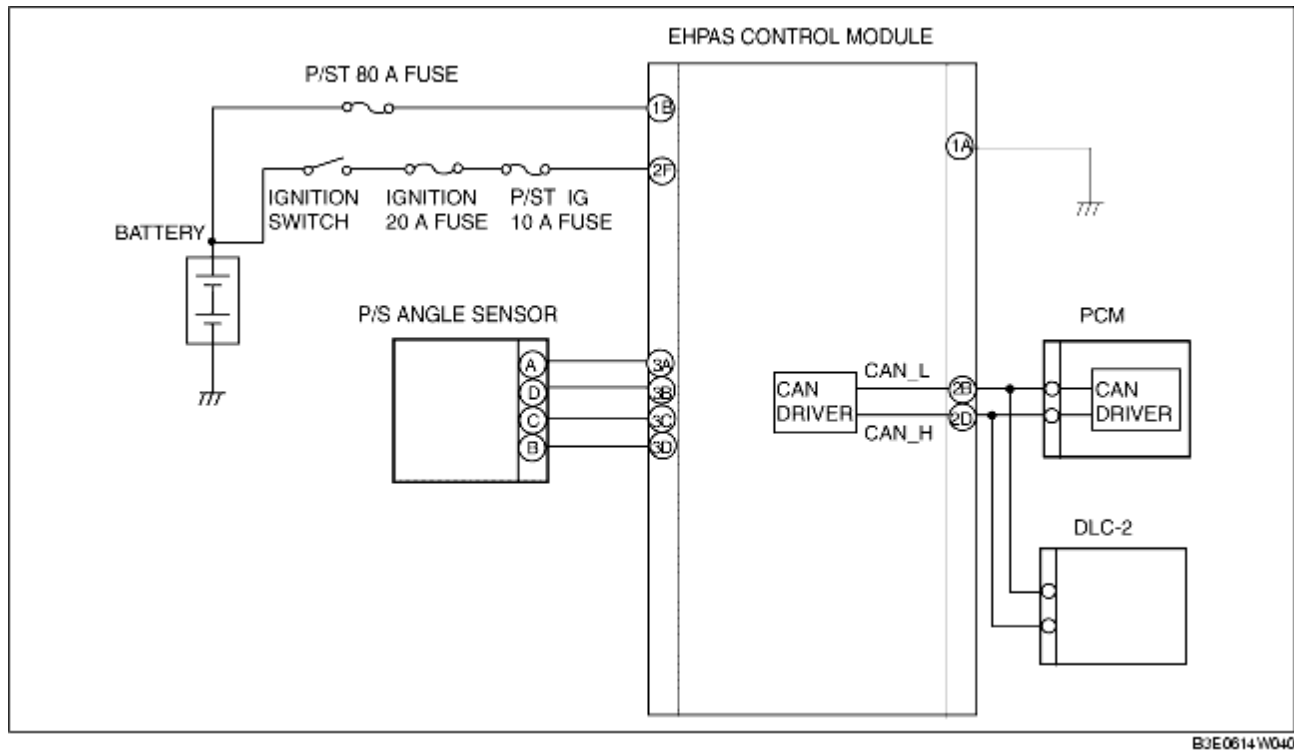 EHPAS CONTROL MODULE
P/ST 80 A FUSE
1B
1A
2F
IGNITION
SWITCH
IGNITION
20 A FUSE
P/ST IG
10 A FUSE
BATTERY
P/S ANGLE SENSOR
A
D
C
B
3A
3B
3C
3D
CAN
DRIVER
CAN_L
CAN_H
2B
2D
PCM
CAN
DRIVER
DLC-2
B3E0614W040